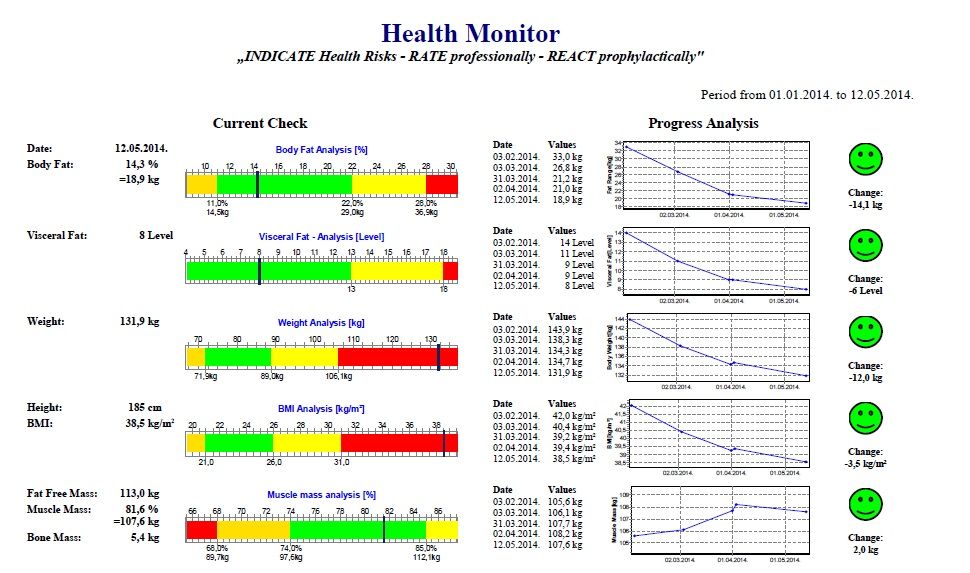 Health Monitor
„INDICATE Health Risks - RATE professionally - REACT prophylactically"
Period from 01.01.2014. to 12.05.2014.
Current Check
Progress Analysis
Date: 12.05.2014.
Body Fat: 14,3 %
=18,9 kg
Body Fat Analysis [%]
10 12 14 16 18 20 22 24 26 28 30
11,0% 22,0% 28,0%
14,5kg 29,0kg 36,9kg
Date Values
03.02.2014. 33,0 kg
03.03.2014. 26,8 kg
31.03.2014. 21,2 kg
02.04.2014. 21,0 kg
12.05.2014. 18,9 kg
Fat Range[kg]
34
32
30
28
26
24
22
20
18
02.03.2014. 01.04.2014. 01.05.2014.
Change:
-14,1 kg
Visceral Fat: 8 Level
Visceral Fat - Analysis [Level]
4 5 6 7 8 9 10 11 12 13 14 15 16 17 18
13 18
Date Values
03.02.2014. 14 Level
03.03.2014. 11 Level
31.03.2014. 9 Level
02.04.2014. 9 Level
12.05.2014. 8 Level
Visceral Fat[Level]
14
13
12
11
10
9
8
02.03.2014. 01.04.2014. 01.05.2014.
Change:
-6 Level
Weight: 131,9 kg
Weight Analysis [kg]
70 80 90 100 110 120 130
71,9kg 89,0kg 106,1kg
Date Values
03.02.2014. 143,9 kg
03.03.2014. 138,3 kg
31.03.2014. 134,3 kg
02.04.2014. 134,7 kg
12.05.2014. 131,9 kg
Body Weight[kg]
144
142
140
138
136
134
132
02.03.2014. 01.04.2014. 01.05.2014.
Change:
-12,0 kg
Height: 185 cm
BMI: 38,5 kg/m²
BMI Analysis [kg/m²]
20 22 24 26 28 30 32 34 36 38
21,0 26,0 31,0
Date Values
03.02.2014. 42,0 kg/m²
03.03.2014. 40,4 kg/m²
31.03.2014. 39,2 kg/m²
02.04.2014. 39,4 kg/m²
12.05.2014. 38,5 kg/m²
BMI[kg/m²]
42
41,5
41
40,5
40
39,5
39
38,5
02.03.2014. 01.04.2014. 01.05.2014.
Change:
-3,5 kg/m²
Fat Free Mass: 113,0 kg
Muscle Mass: 81,6 %
=107,6 kg
Bone Mass: 5,4 kg
Muscle mass analysis [%]
66 68 70 72 74 76 78 80 82 84 86
68,0% 74,0% 85,0%
89,7kg 97,6kg 112,1kg
Date Values
03.02.2014. 105,6 kg
03.03.2014. 106,1 kg
31.03.2014. 107,7 kg
02.04.2014. 108,2 kg
12.05.2014. 107,6 kg
Muscle Mass[kg]
109
108
107
106
105
02.03.2014. 01.04.2014. 01.05.2014.
Change:
2,0 kg